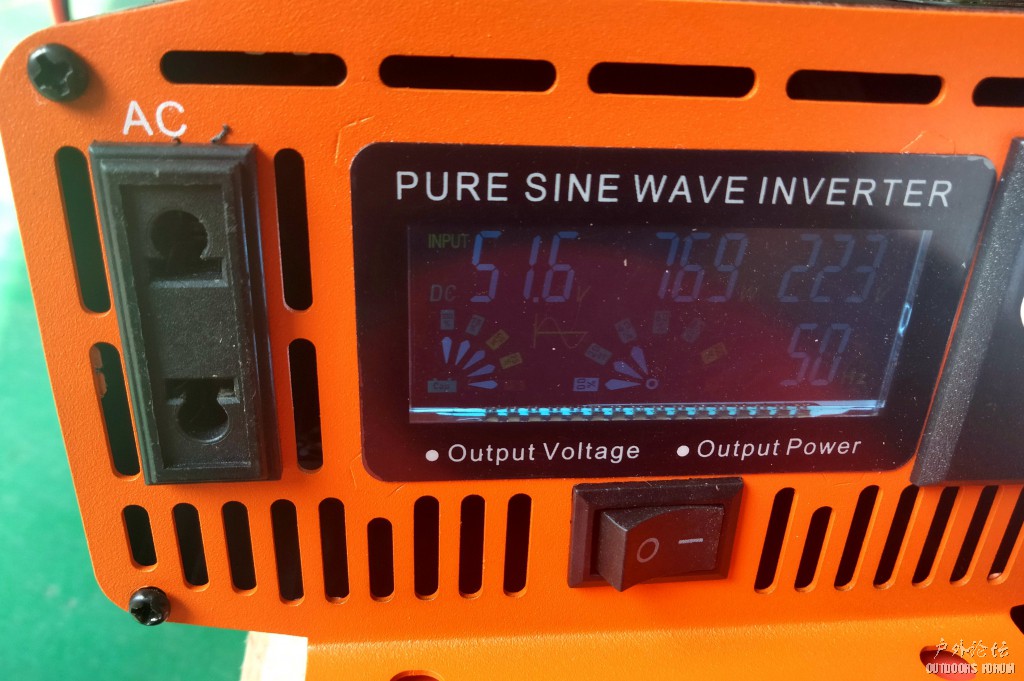 AC
PURE SINE WAVE INVERTER
INPUT 51.6 V 769 W 223 V
DC
50 Hz
Output Voltage
Output Power
O I
户外论坛
OUTDOORS FORUM